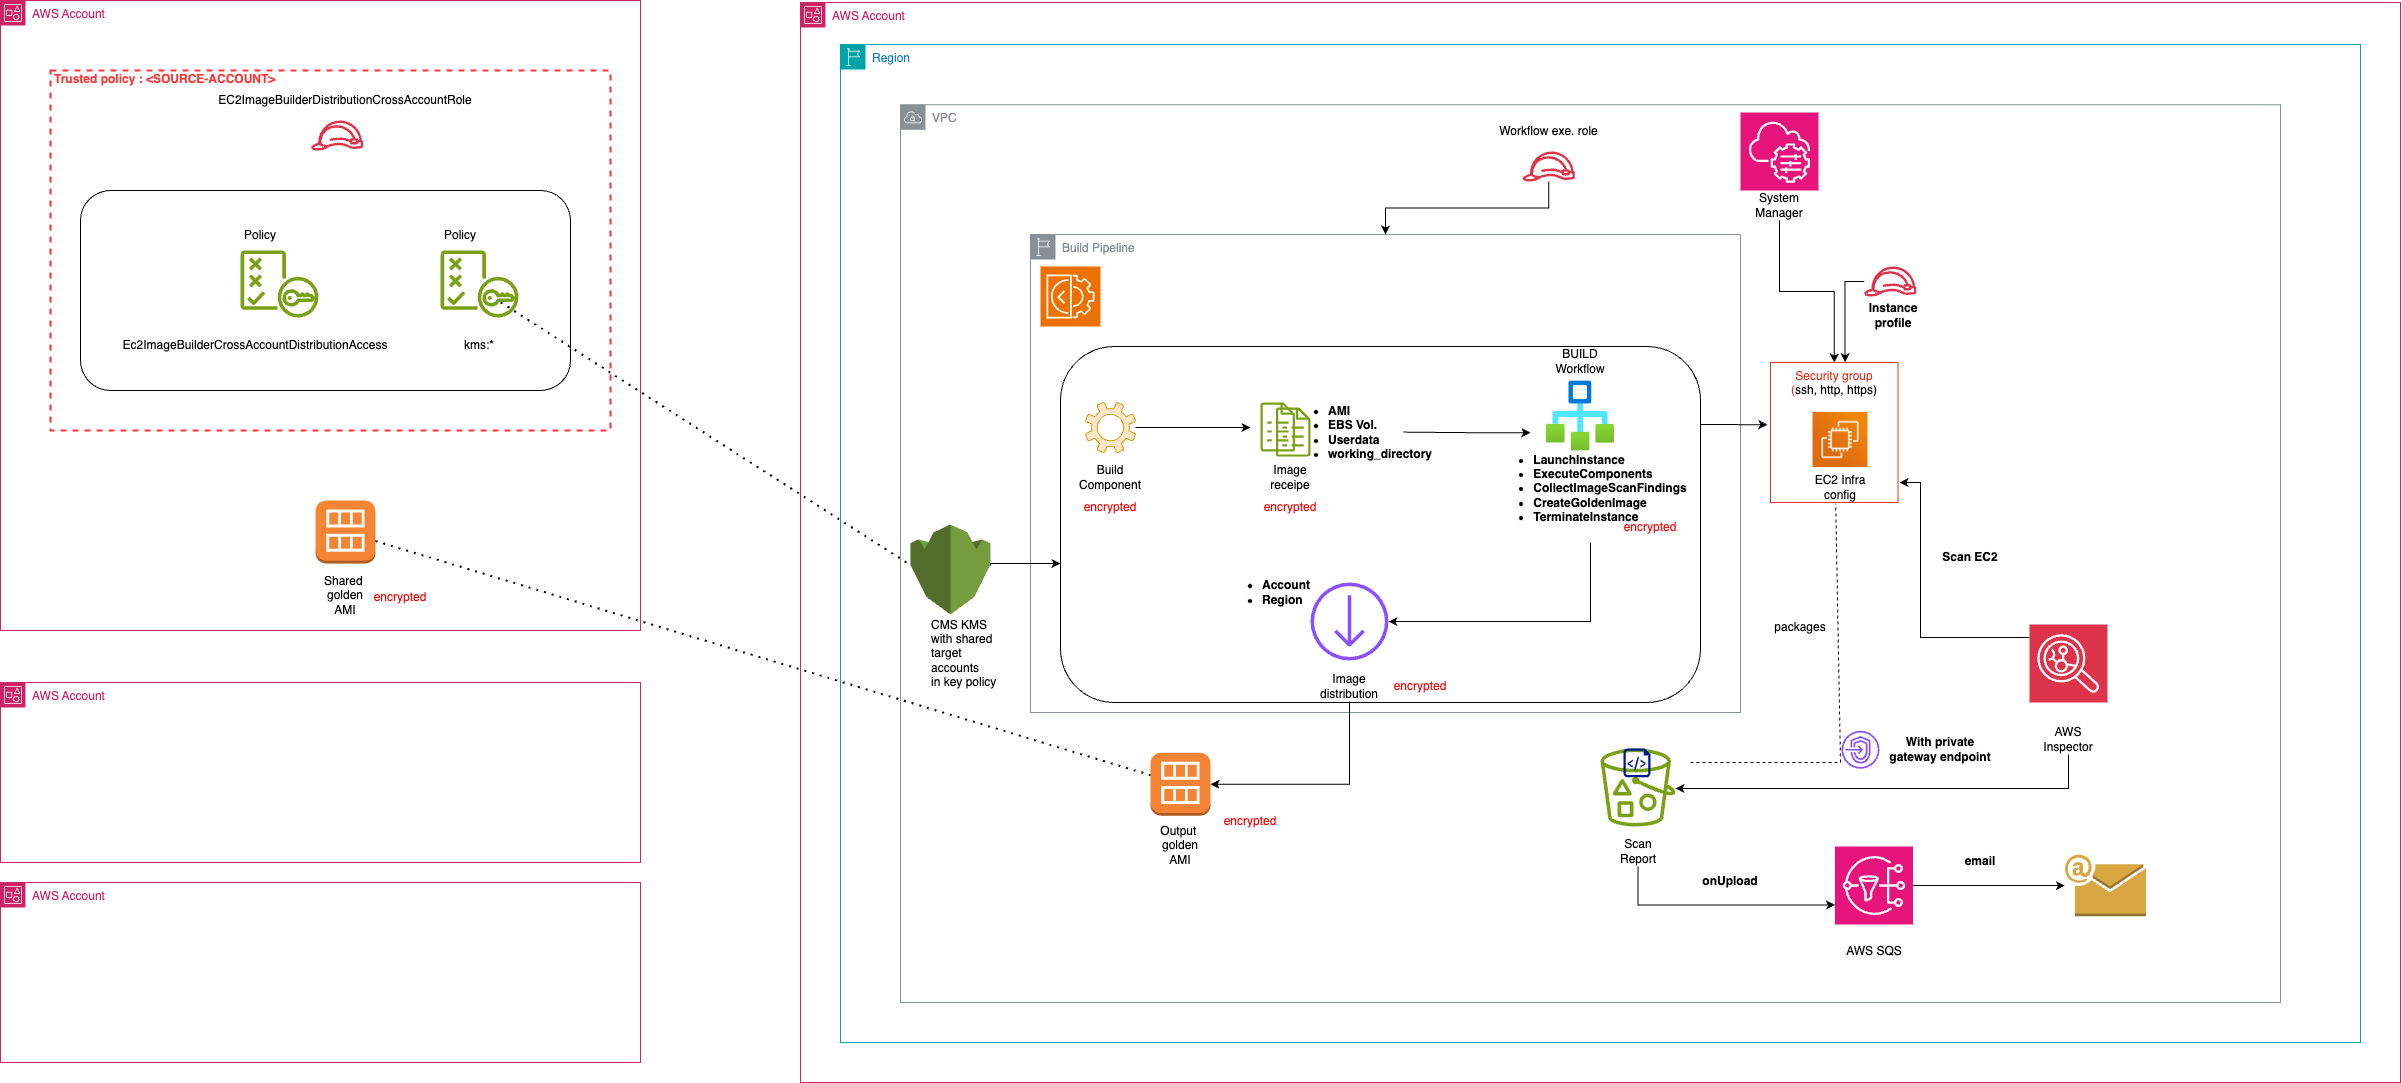 AWS Account
Trusted policy : <SOURCE-ACCOUNT>
EC2ImageBuilderDistributionCrossAccountRole
Policy
Policy
Ec2ImageBuilderCrossAccountDistributionAccess
kms:*
Shared
golden
AMI
encrypted
AWS Account
AWS Account
AWS Account
Region
VPC
Workflow exe. role
System
Manager
Build Pipeline
Instance
profile
BUILD
Workflow
Security group
(ssh, http, https)
EC2 Infra
config
Build
Component
encrypted
Image
receipe
encrypted
AMI
EBS Vol.
Userdata
working_directory
LaunchInstance
ExecuteComponents
CollectImageScanFindings
CreateGoldenImage
TerminateInstance
encrypted
Scan EC2
Account
Region
Image
distribution
encrypted
CMS KMS
with shared
target
accounts
in key policy
packages
AWS
Inspector
With private
gateway endpoint
</>
Output
golden
AMI
encrypted
Scan
Report
onUpload
email
@
AWS SQS